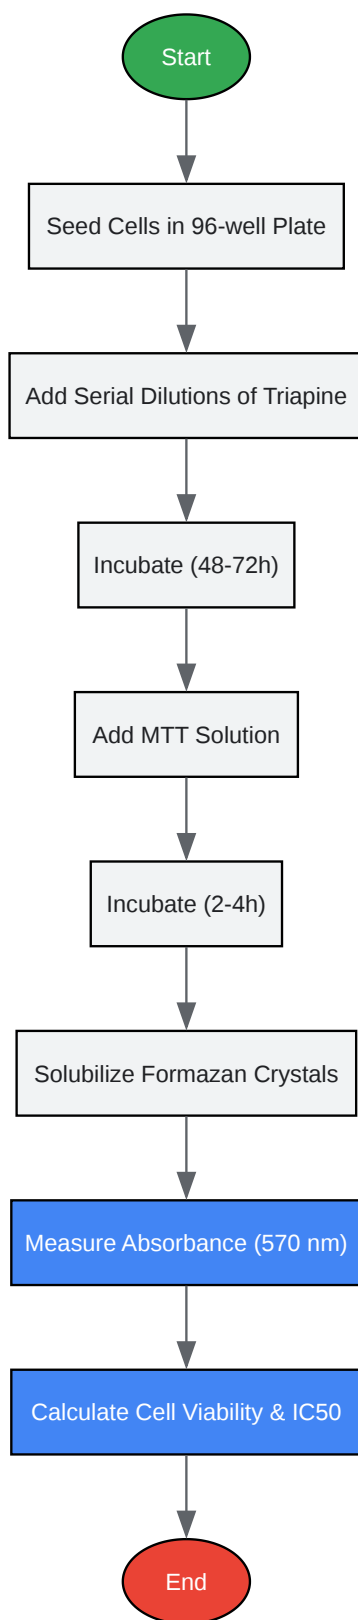 Start
Seed Cells in 96-well Plate
Add Serial Dilutions of Triapine
Incubate (48-72h)
Add MTT Solution
Incubate (2-4h)
Solubilize Formazan Crystals
Measure Absorbance (570 nm)
Calculate Cell Viability & IC50
End